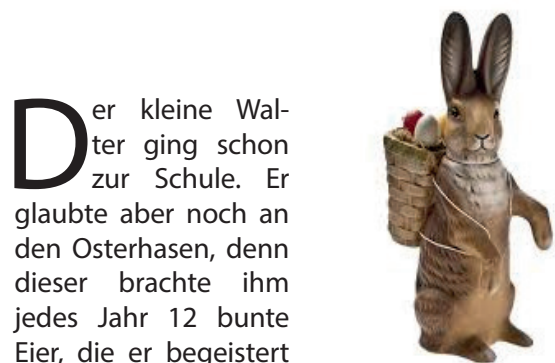 Der kleine Wal-
ter ging schon
zur Schule. Er
glaubte aber noch an
den Osterhasen, denn
dieser brachte ihm
jedes Jahr 12 bunte
Eier, die er begeistert